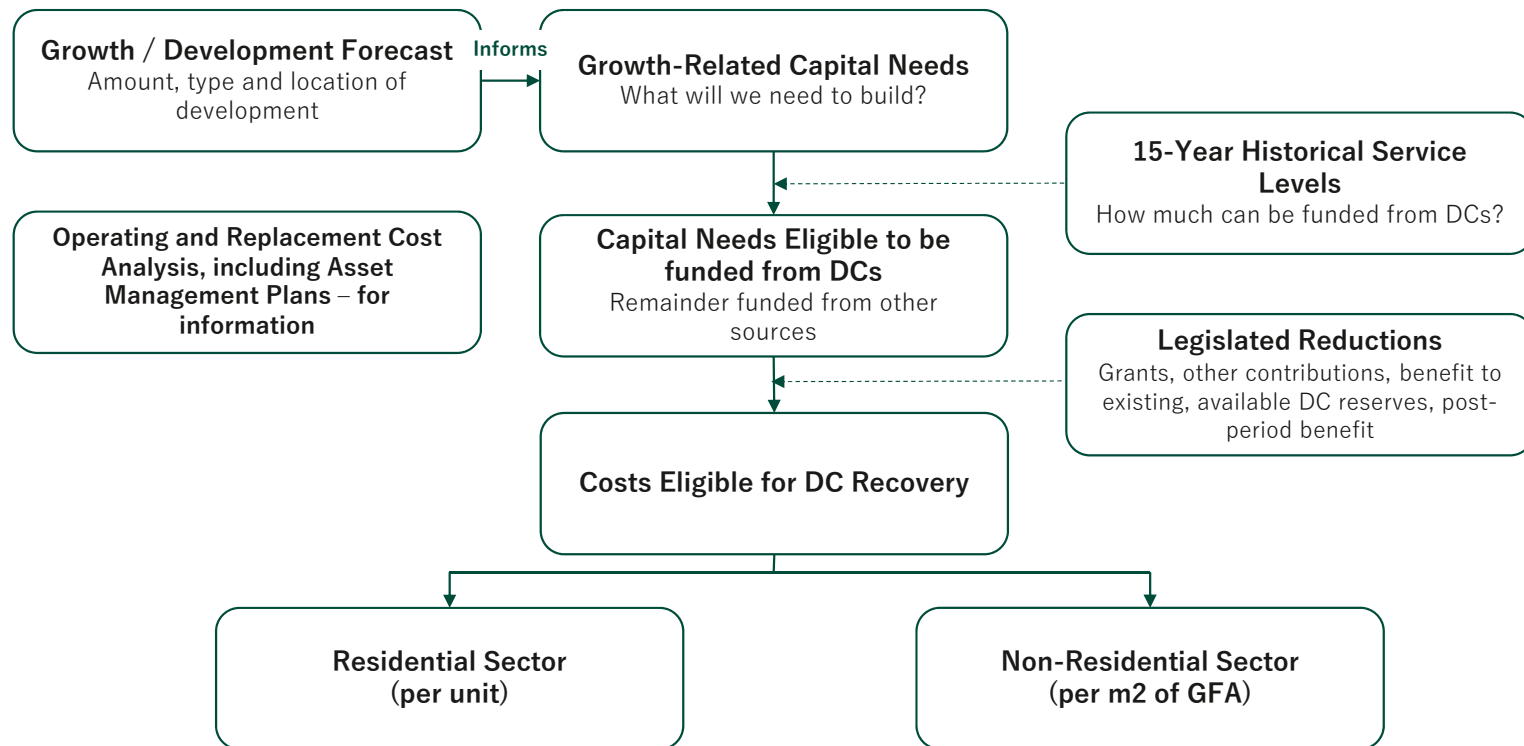 Growth / Development Forecast
Amount, type and location of
development
Informs
Growth-Related Capital Needs
What will we need to build?
15-Year Historical Service
Levels
How much can be funded from DCs?
Operating and Replacement Cost
Analysis, including Asset
Management Plans – for
information
Capital Needs Eligible to be
funded from DCs
Remainder funded from other
sources
Legislated Reductions
Grants, other contributions, benefit to
existing, available DC reserves, post-
period benefit
Costs Eligible for DC Recovery
Residential Sector
(per unit)
Non-Residential Sector
(per m2 of GFA)